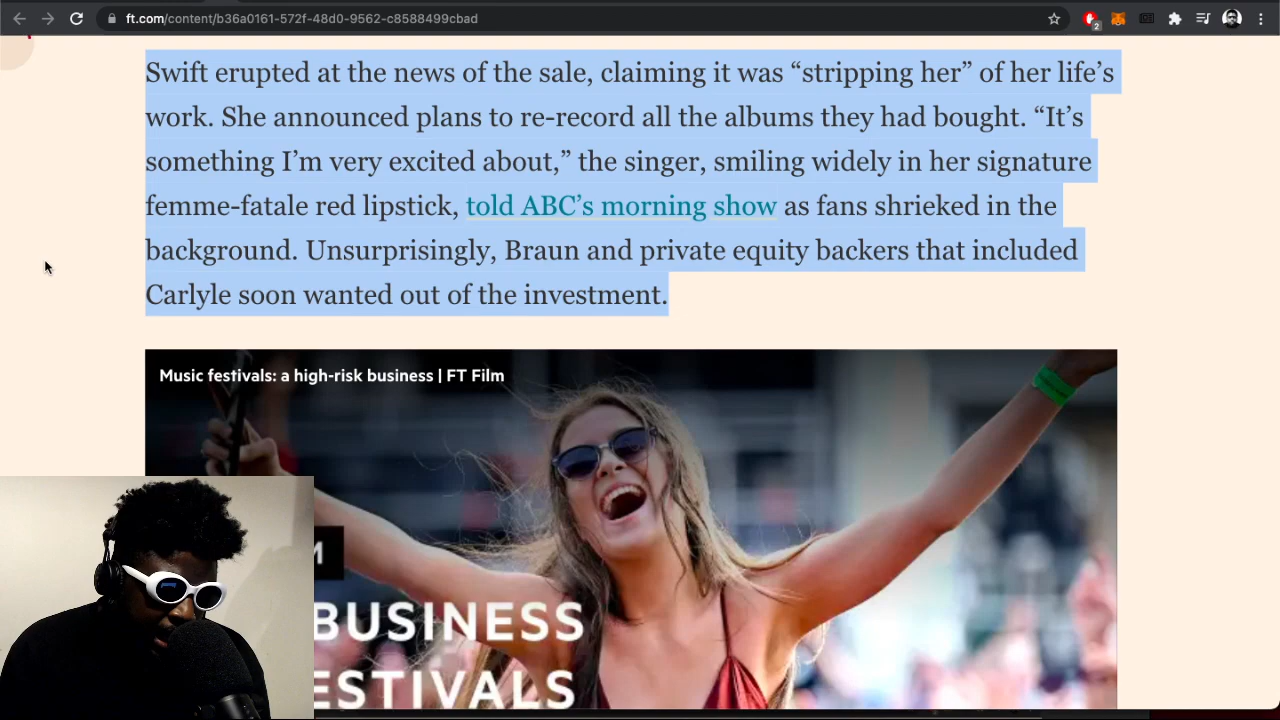 ft.com/content/b36a0161-572f-48d0-9562-c8588499cbad
2
Swift erupted at the news of the sale, claiming it was “stripping her” of her life’s
work. She announced plans to re-record all the albums they had bought. “It’s
something I’m very excited about,” the singer, smiling widely in her signature
femme-fatale red lipstick, told ABC’s morning show as fans shrieked in the
background. Unsurprisingly, Braun and private equity backers that included
Carlyle soon wanted out of the investment.
Music festivals: a high-risk business | FT Film
M
BUSINESS
ESTIVALS